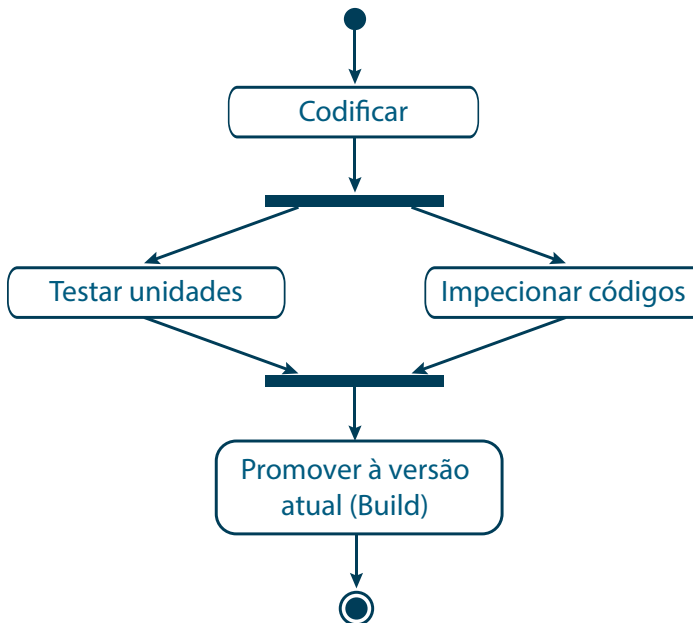 Codificar
Testar unidades
Impecionar códigos
Promover à versão
atual (Build)